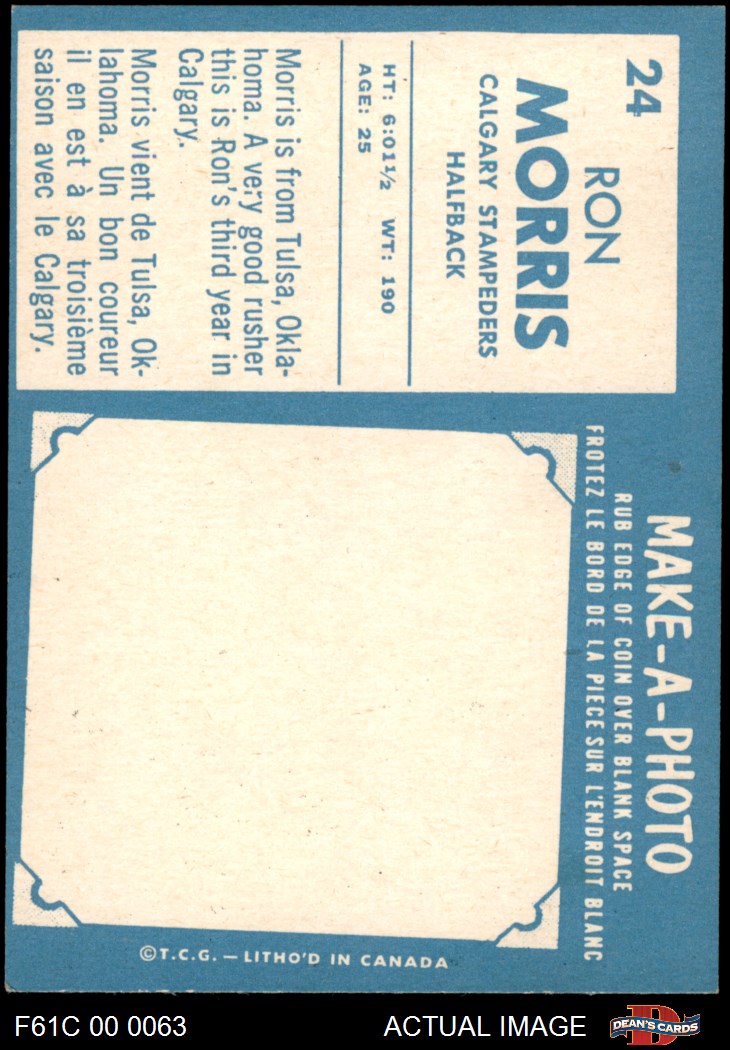 24
RON
MORRIS
CALGARY STAMPEDERS
HALFBACK
HT: 6:01½ WT: 190
AGE: 25
Morris is from Tulsa, Okla-
homa. A very good rusher
this is Ron's third year in
Calgary.
Morris vient de Tulsa, Ok-
lahoma. Un bon coureur
il en est à sa troisième
saison avec le Calgary.
MAKE-A-PHOTO
RUB EDGE OF COIN OVER BLANK SPACE
FROTEZ LE BORD DE LA PIECE SUR L'ENDROIT BLANC
©T.C.G. — LITHO'D IN CANADA
F61C 00 0063
ACTUAL IMAGE
D
DEAN'S CARDS